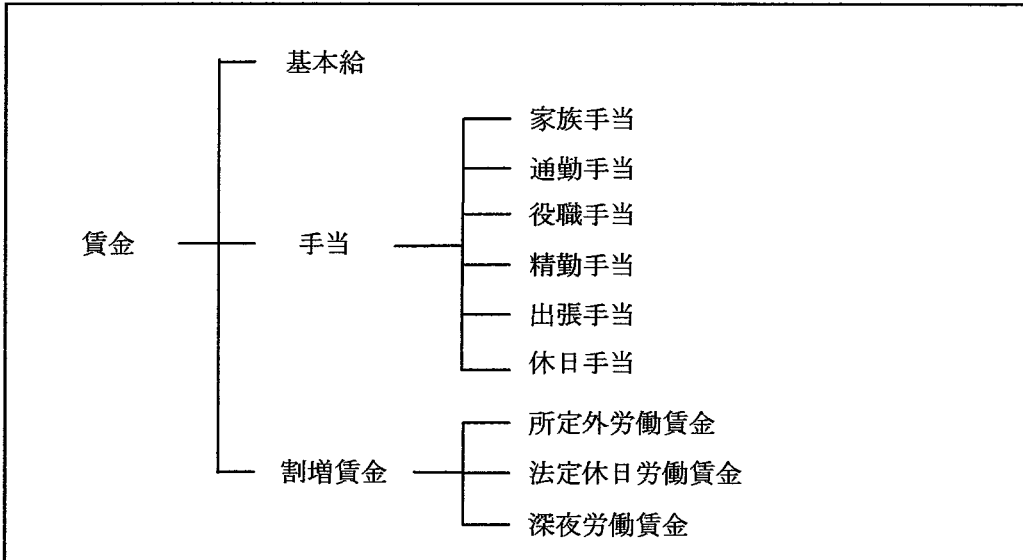 基本給
家族手当
通勤手当
役職手当
賃金
手当
精勤手当
出張手当
休日手当
所定外労働賃金
割増賃金
法定休日労働賃金
深夜労働賃金